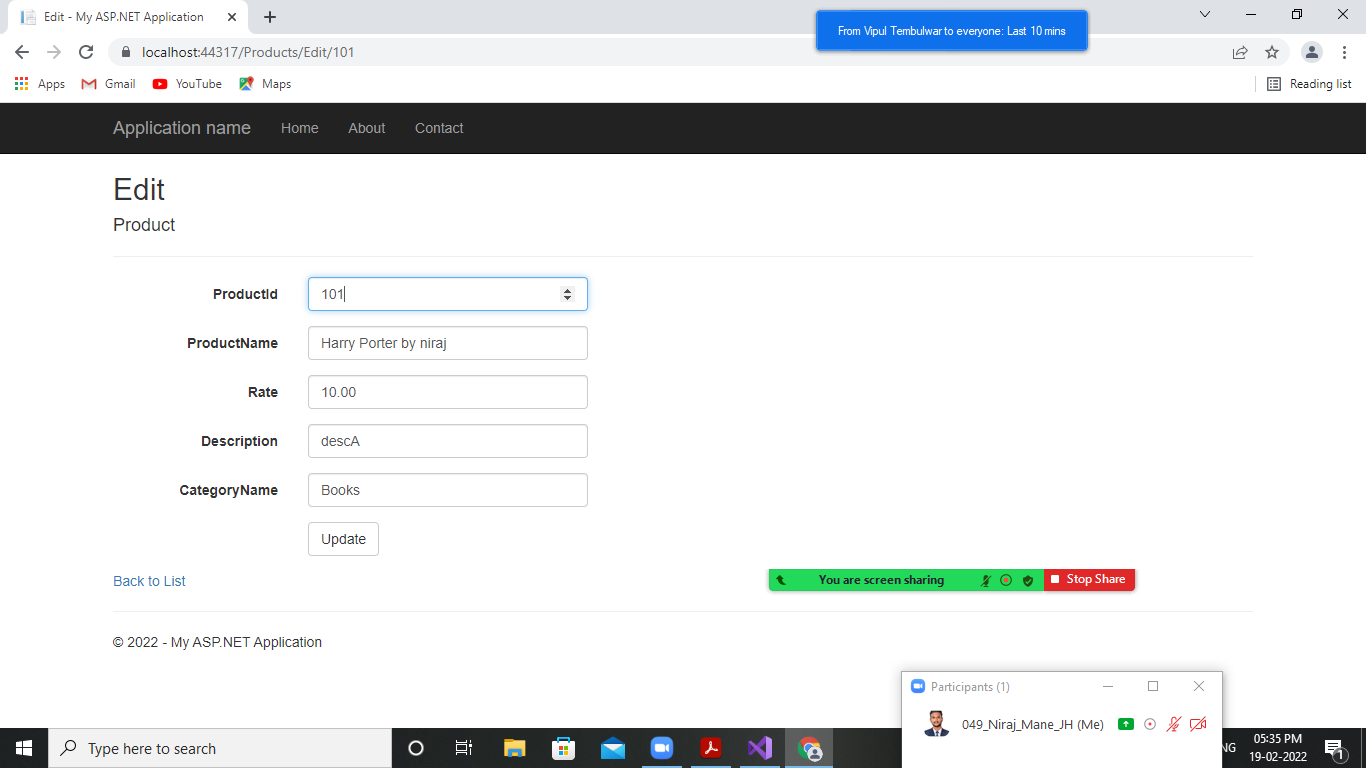 Edit - My ASP.NET Application
From Vipul Tembulwar to everyone: Last 10 mins
localhost:44317/Products/Edit/101
Apps Gmail YouTube Maps Reading list
Application name Home About Contact
Edit
Product
ProductId 101
ProductName Harry Porter by niraj
Rate 10.00
Description descA
CategoryName Books
Update
Back to List
You are screen sharing Stop Share
© 2022 - My ASP.NET Application
Participants (1)
049_Niraj_Mane_JH (Me)
Type here to search
NG 05:35 PM
19-02-2022
1